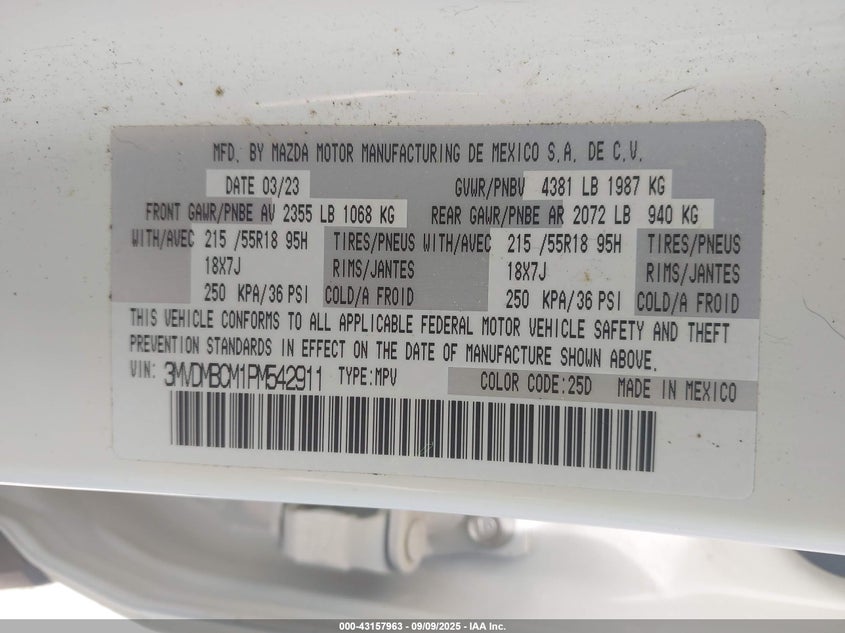 MFD. BY MAZDA MOTOR MANUFACTURING DE MEXICO S.A. DE C.V.
DATE 03/23 GVWR/PNBV 4381 LB 1987 KG
FRONT GAWR/PNBE AV 2355 LB 1068 KG REAR GAWR/PNBE AR 2072 LB 940 KG
WITH/AVEC 215 /55R18 95H TIRES/PNEUS WITH/AVEC 215 /55R18 95H TIRES/PNEUS
18X7J RIMS/JANTES 18X7J RIMS/JANTES
250 KPA/36 PSI COLD/A FROID 250 KPA/36 PSI COLD/A FROID
THIS VEHICLE CONFORMS TO ALL APPLICABLE FEDERAL MOTOR VEHICLE SAFETY AND THEFT
PREVENTION STANDARDS IN EFFECT ON THE DATE OF MANUFACTURE SHOWN ABOVE.
VIN: 3MVDMBCM1PM542911 TYPE:MPV COLOR CODE:25D MADE IN MEXICO
000-43157963 - 09/09/2025 - IAA Inc.